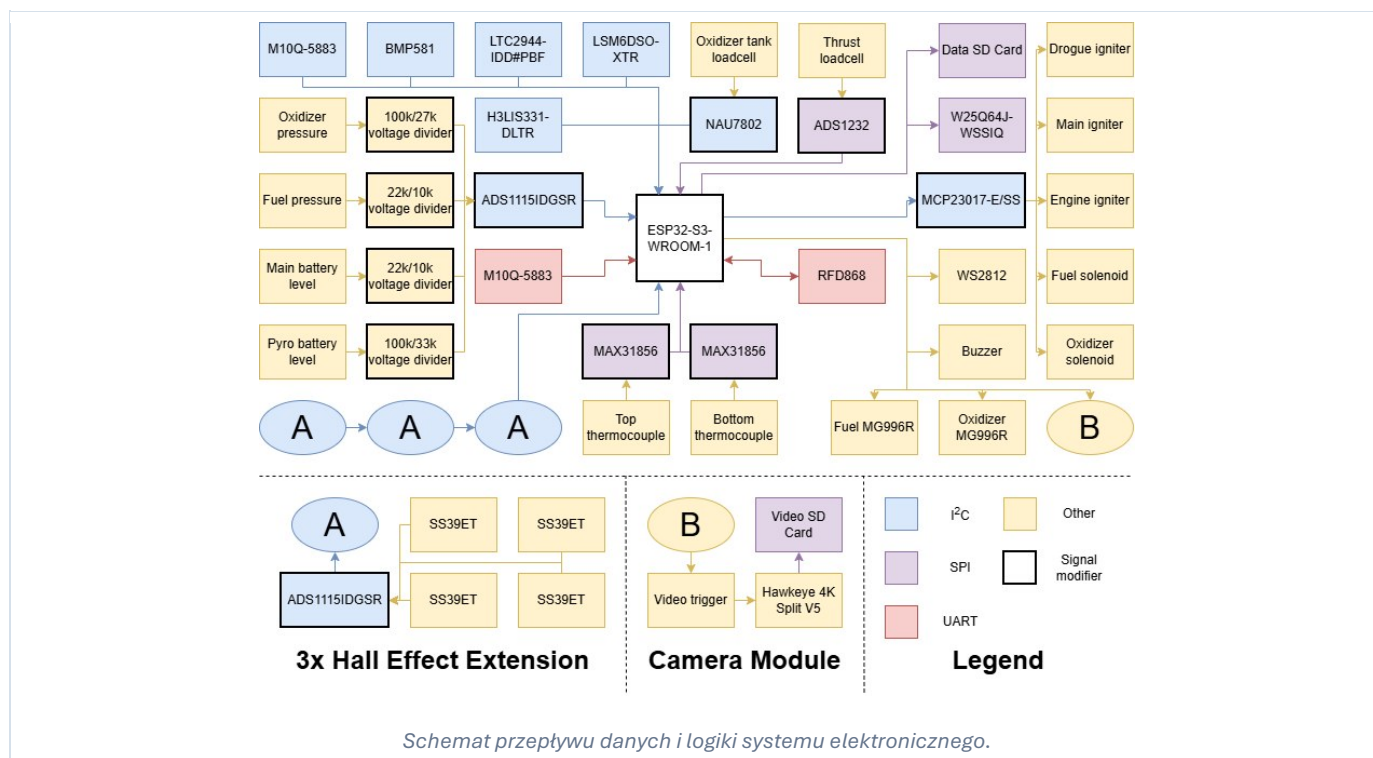 M10Q-5883
BMP581
LTC2944-
IDD#PBF
LSM6DSO-
XTR
Oxidizer tank
loadcell
Thrust
loadcell
Data SD Card
Drogue igniter
Oxidizer
pressure
100k/27k
voltage divider
H3LIS331-
DLTR
NAU7802
ADS1232
W25Q64J-
WSSIQ
Main igniter
Fuel pressure
22k/10k
voltage divider
ADS1115IDGSR
ESP32-S3-
WROOM-1
MCP23017-E/SS
Engine igniter
Main battery
level
22k/10k
voltage divider
M10Q-5883
RFD868
WS2812
Fuel solenoid
Pyro battery
level
100k/33k
voltage divider
MAX31856
MAX31856
Buzzer
Oxidizer
solenoid
A
A
A
Top
thermocouple
Bottom
thermocouple
Fuel MG996R
Oxidizer
MG996R
B
A
SS39ET
SS39ET
ADS1115IDGSR
SS39ET
SS39ET
3x Hall Effect Extension
B
Video SD
Card
Video trigger
Hawkeye 4K
Split V5
Camera Module
I²C
Other
SPI
Signal
modifier
UART
Legend
Schemat przepływu danych i logiki systemu elektronicznego.